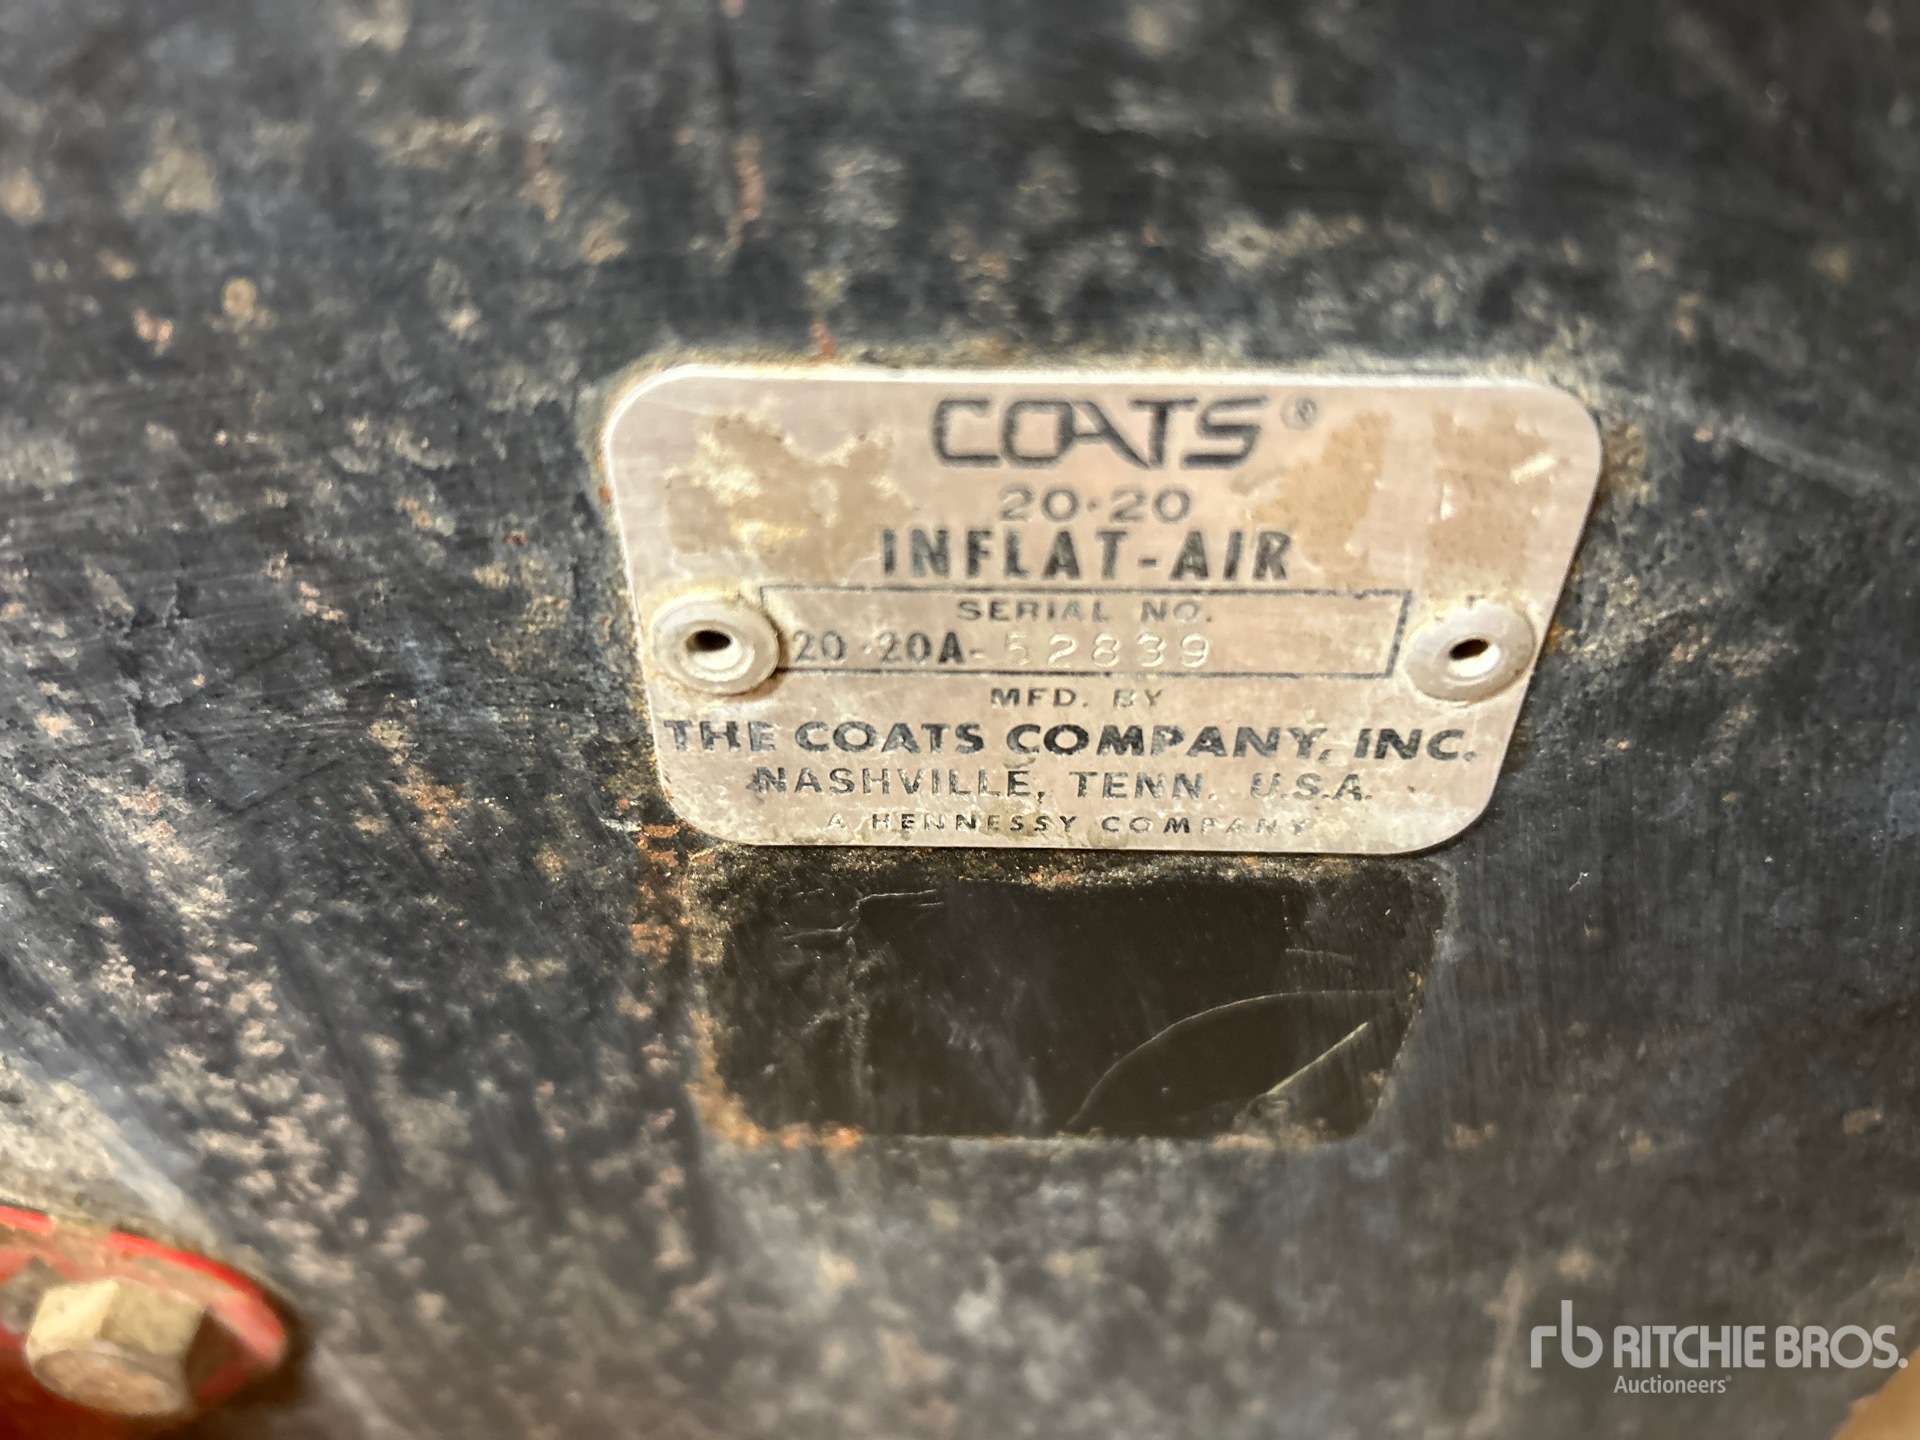 COATS®
20·20
INFLAT-AIR
SERIAL NO.
20·20A-52839
MFD. BY
THE COATS COMPANY, INC.
NASHVILLE, TENN. U.S.A.
A HENNESSY COMPANY
rb RITCHIE BROS.
Auctioneers®